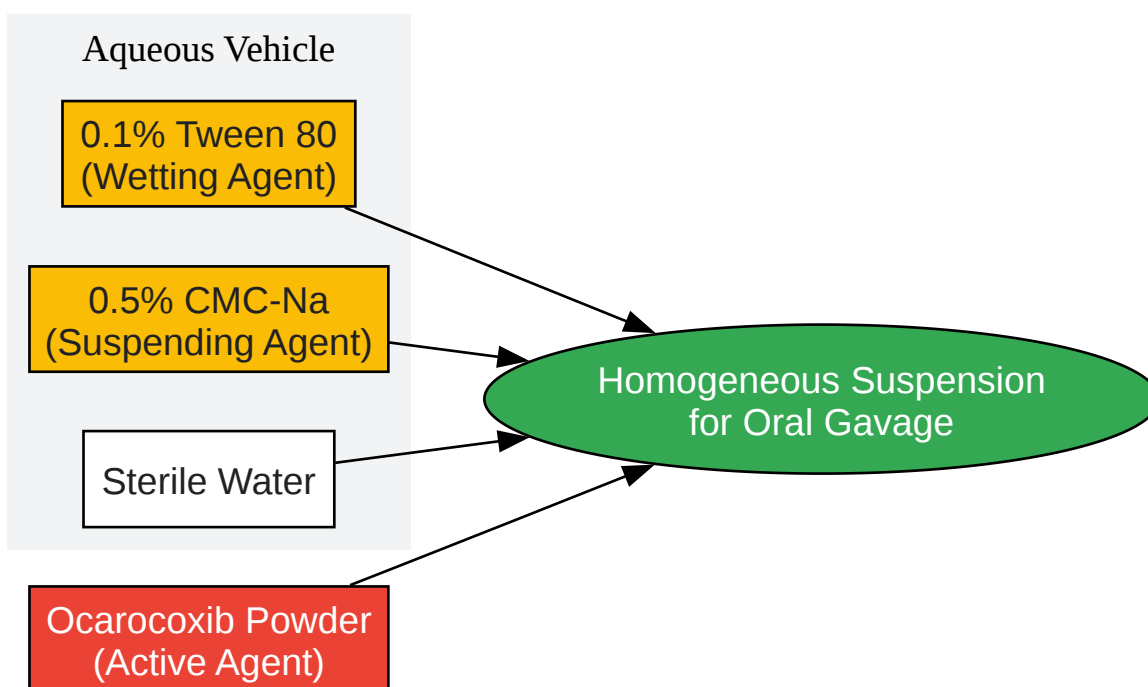 Aqueous Vehicle
0.1% Tween 80
(Wetting Agent)
0.5% CMC-Na
(Suspending Agent)
Sterile Water
Ocarocoxib Powder
(Active Agent)
Homogeneous Suspension
for Oral Gavage